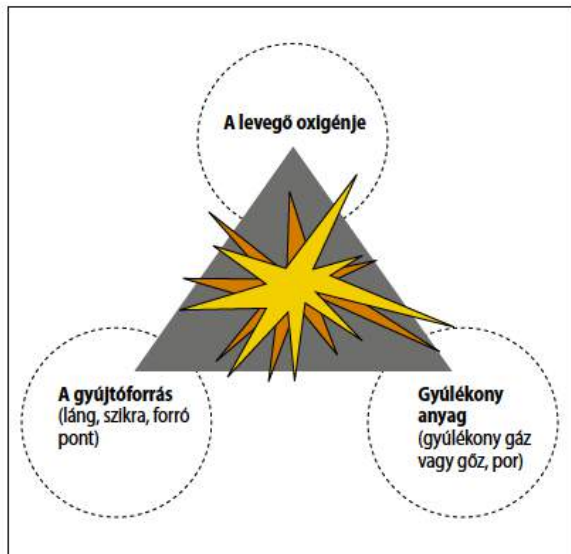 A levegő oxigénje
A gyújtóforrás
(láng, szikra, forró
pont)
Gyúlékony
anyag
(gyúlékony gáz
vagy gőz, por)